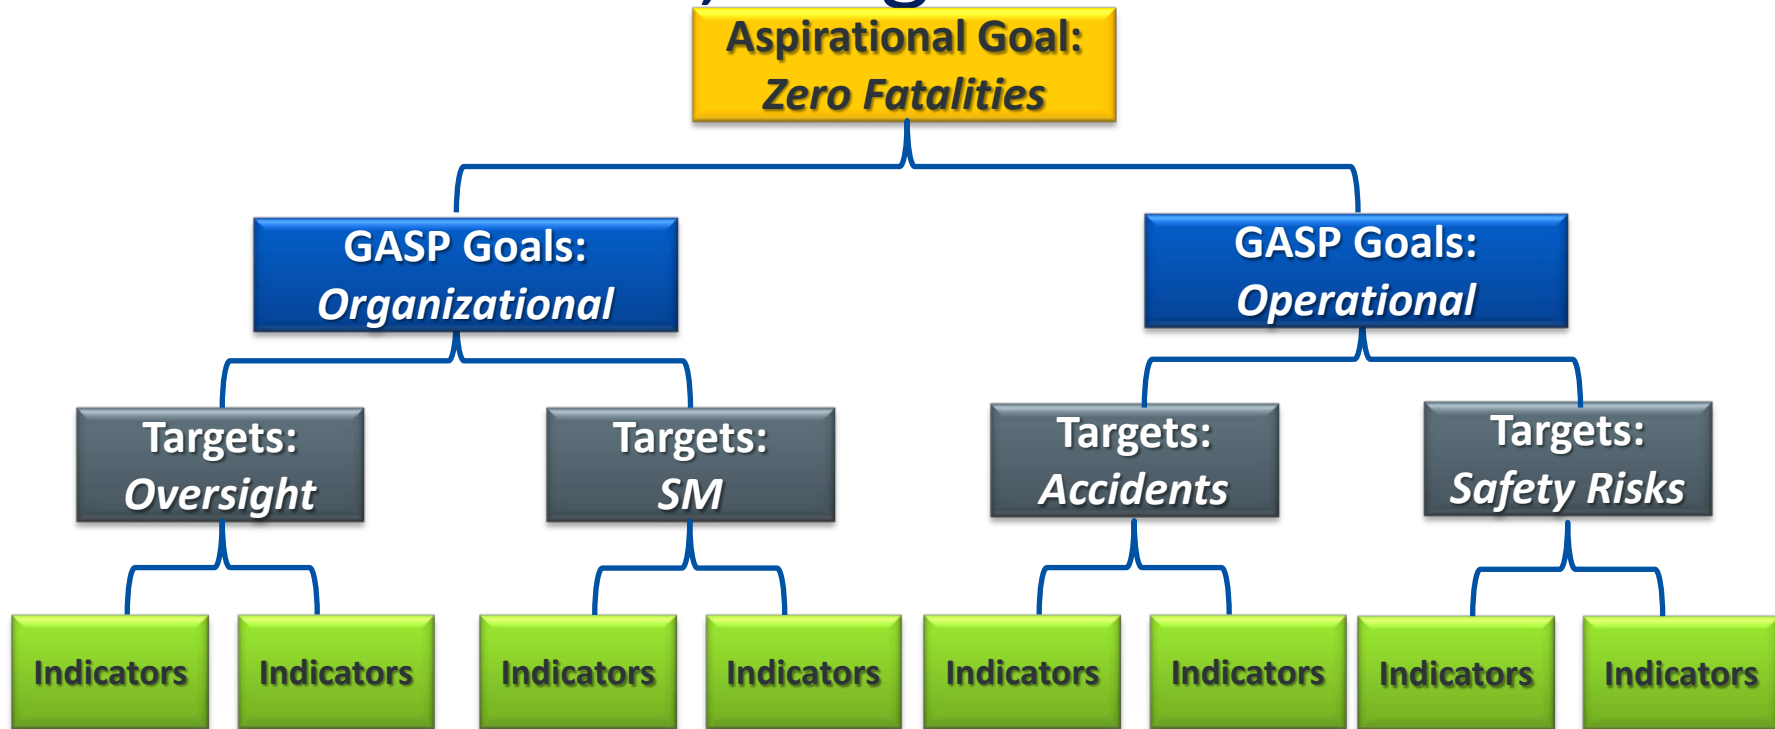 Aspirational Goal:
Zero Fatalities
GASP Goals:
Organizational
GASP Goals:
Operational
Targets:
Oversight
Targets:
SM
Targets:
Accidents
Targets:
Safety Risks
Indicators
Indicators
Indicators
Indicators
Indicators
Indicators
Indicators
Indicators